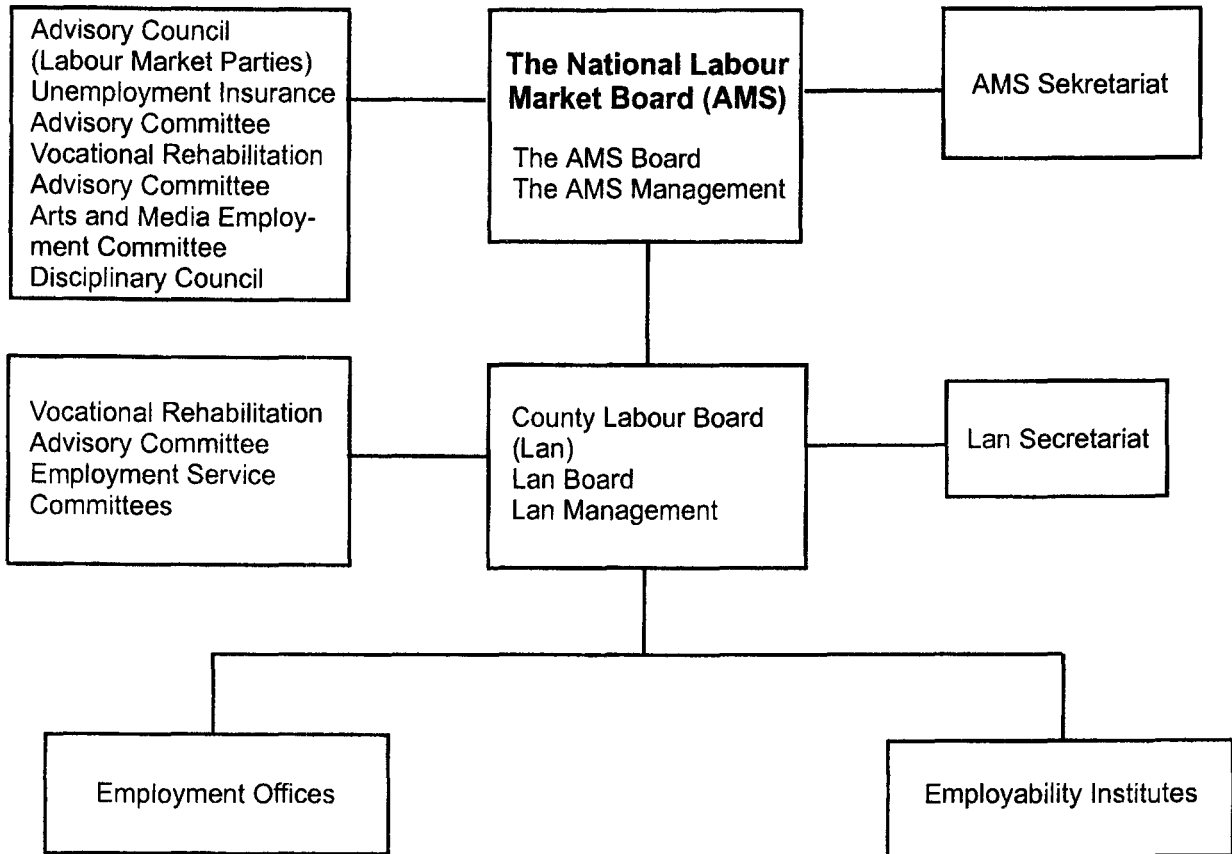 Advisory Council
(Labour Market Parties)
Unemployment Insurance
Advisory Committee
Vocational Rehabilitation
Advisory Committee
Arts and Media Employ-
ment Committee
Disciplinary Council
The National Labour
Market Board (AMS)
The AMS Board
The AMS Management
AMS Sekretariat
Vocational Rehabilitation
Advisory Committee
Employment Service
Committees
County Labour Board
(Lan)
Lan Board
Lan Management
Lan Secretariat
Employment Offices
Employability Institutes